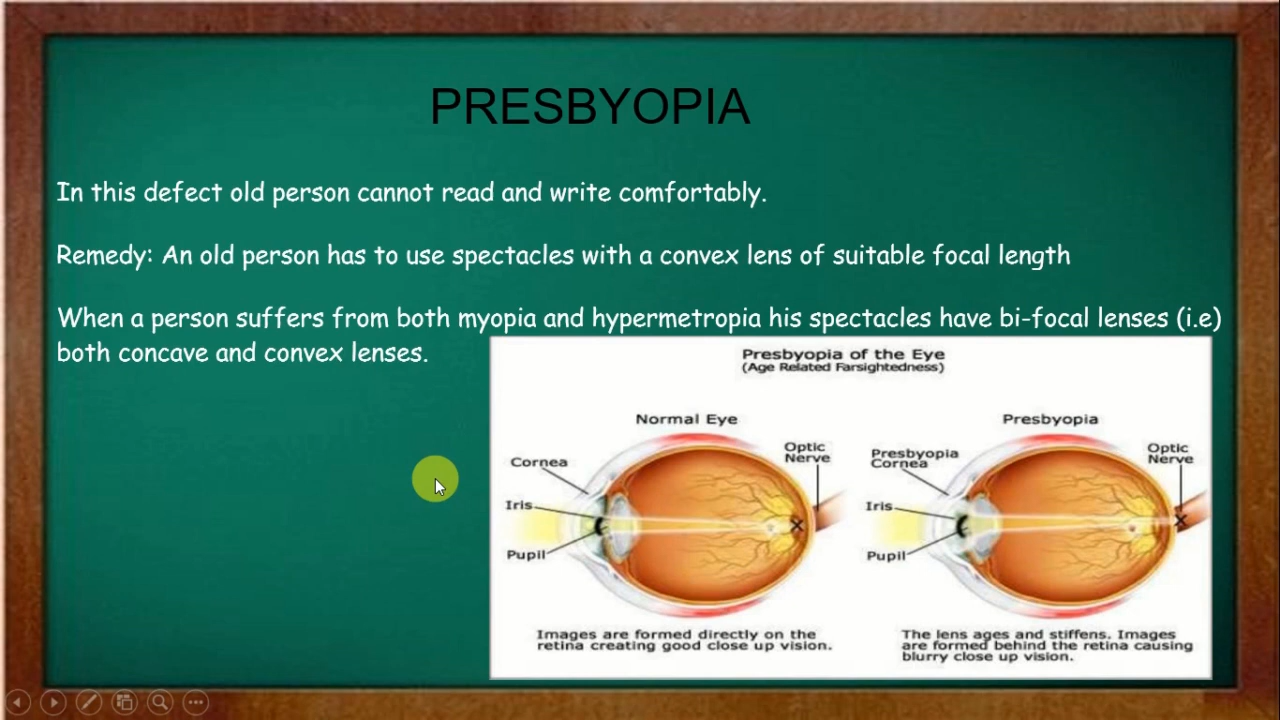 PRESBYOPIA
In this defect old person cannot read and write comfortably.
Remedy: An old person has to use spectacles with a convex lens of suitable focal length
When a person suffers from both myopia and hypermetropia his spectacles have bi-focal lenses (i.e)
both concave and convex lenses.
Presbyopia of the Eye
(Age Related Farsightedness)
Normal Eye
Cornea
Iris
Pupil
Optic
Nerve
Images are formed directly on the
retina creating good close up vision.
Presbyopia
Presbyopia
Cornea
Iris
Pupil
Optic
Nerve
The lens ages and stiffens. Images
are formed behind the retina causing
blurry close up vision.